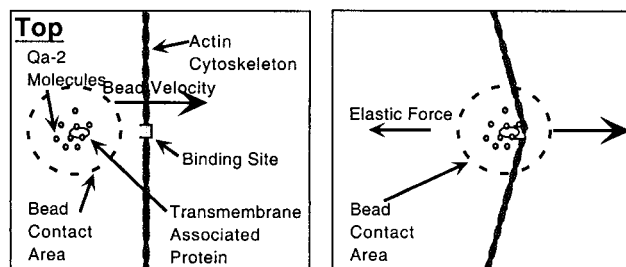 Top
Qa-2
Molecules
Actin
Cytoskeleton
Bead Velocity
Binding Site
Bead
Contact
Area
Transmembrane
Associated
Protein
Elastic Force
Bead
Contact
Area